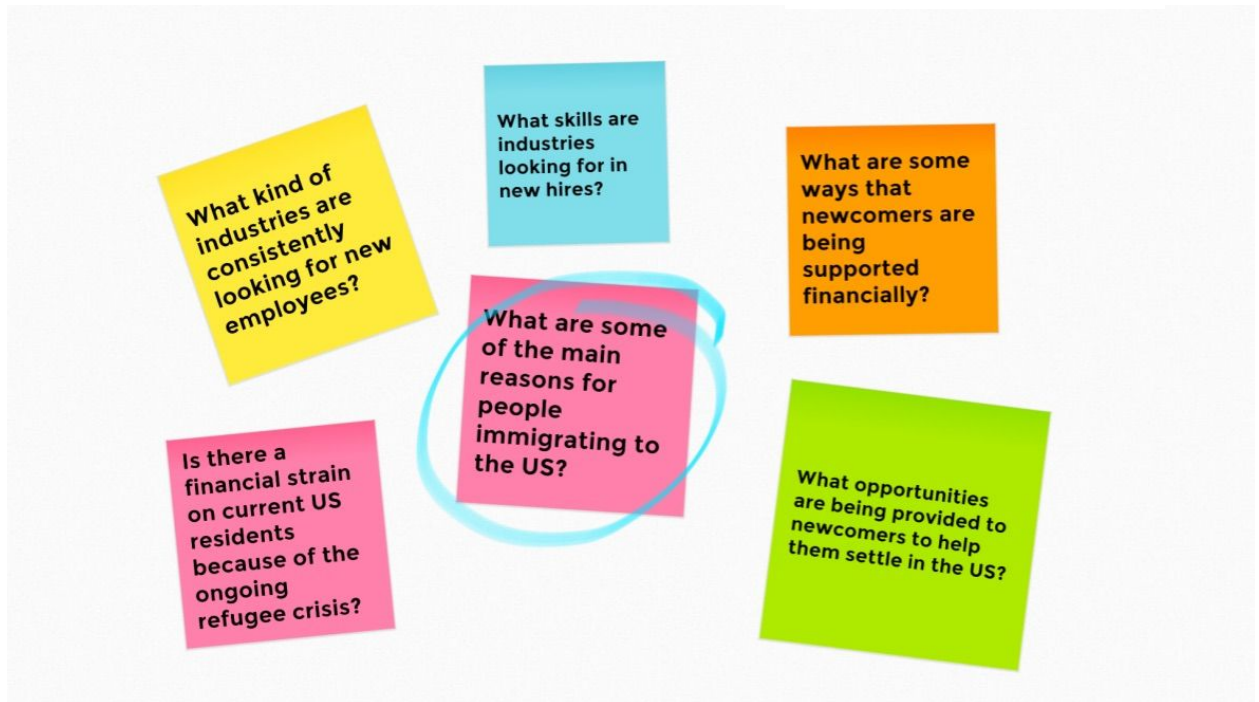 What kind of
industries are
consistently
looking for new
employees?
What skills are
industries
looking for in
new hires?
What are some
ways that
newcomers are
being
supported
financially?
What are some
of the main
reasons for
people
immigrating to
the US?
Is there a
financial strain
on current US
residents
because of the
ongoing
refugee crisis?
What opportunities
are being provided to
newcomers to help
them settle in the US?